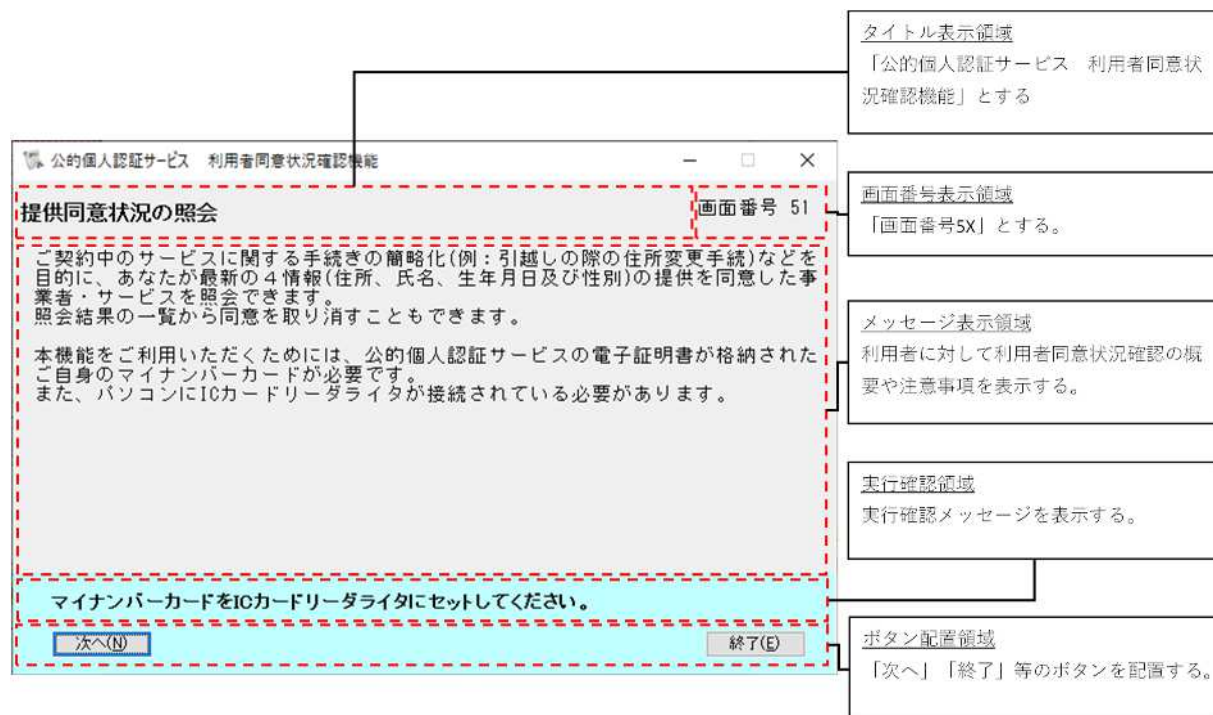 タイトル表示領域
「公的個人認証サービス　利用者同意状
況確認機能」とする
公的個人認証サービス　利用者同意状況確認機能
提供同意状況の照会
画面番号 51
画面番号表示領域
「画面番号5X」とする。
ご契約中のサービスに関する手続きの簡略化(例：引越しの際の住所変更手続)などを
目的に、あなたが最新の４情報(住所、氏名、生年月日及び性別)の提供を同意した事
業者・サービスを照会できます。
照会結果の一覧から同意を取り消すこともできます。
本機能をご利用いただくためには、公的個人認証サービスの電子証明書が格納された
ご自身のマイナンバーカードが必要です。
また、パソコンにICカードリーダライタが接続されている必要があります。
メッセージ表示領域
利用者に対して利用者同意状況確認の概
要や注意事項を表示する。
実行確認領域
実行確認メッセージを表示する。
マイナンバーカードをICカードリーダライタにセットしてください。
次へ(N)
終了(E)
ボタン配置領域
「次へ」「終了」等のボタンを配置する。